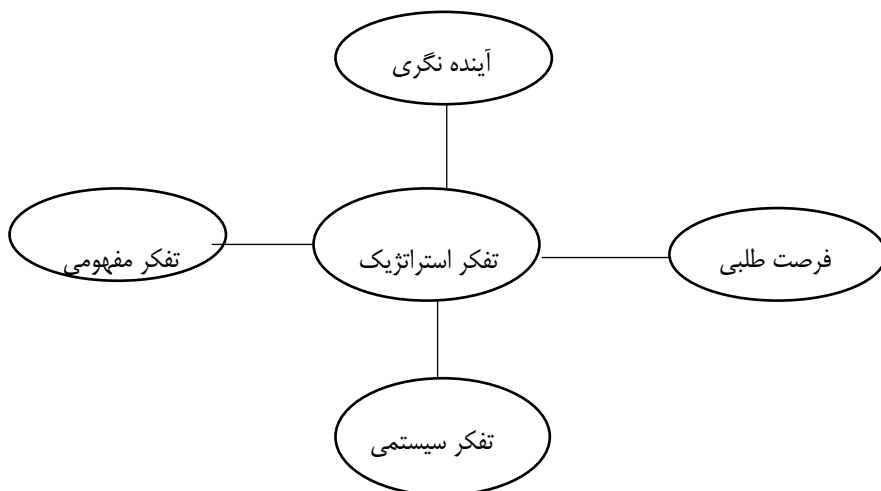 آینده نگری
فرصت طلبی
تفکر استراتژیک
تفکر مفهومی
تفکر سیستمی